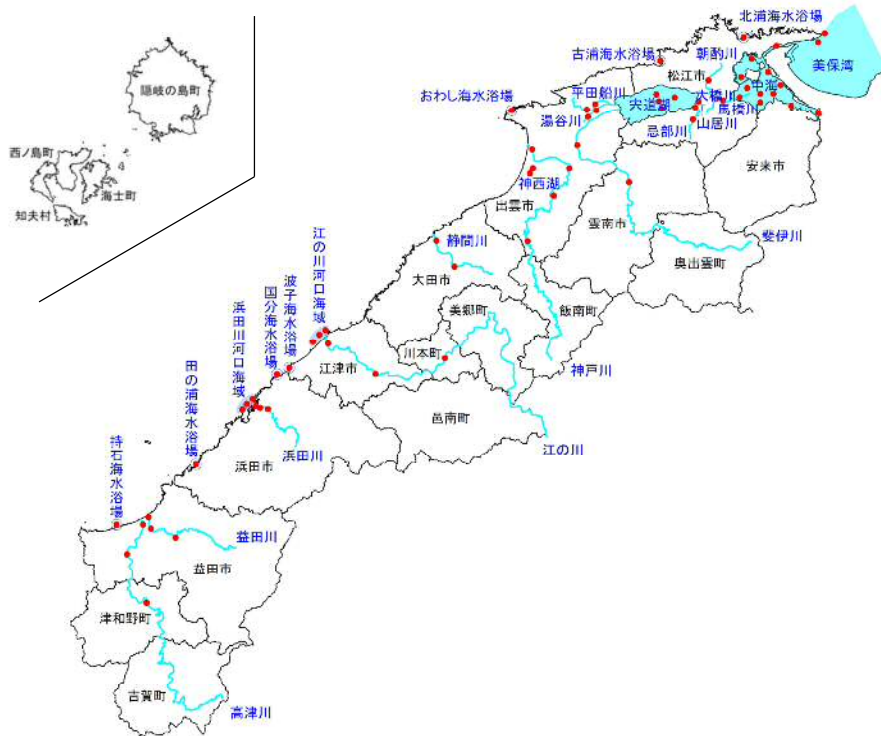 北浦海水浴場
美保湾
古浦海水浴場
朝酌川
松江市
中海
隠岐の島町
おわし海水浴場
平田船川
宍道湖
大橋川
馬橋川
湯谷川
忌部川
山居川
安来市
西ノ島町
海士町
知夫村
神西湖
出雲市
雲南市
斐伊川
奥出雲町
江の川河口海域
静間川
大田市
波子海水浴場
国分海水浴場
美郷町
飯南町
浜田川河口海域
川本町
江津市
神戸川
田の浦海水浴場
邑南町
江の川
浜田市
浜田川
持石海水浴場
益田川
益田市
津和野町
古賀町
高津川